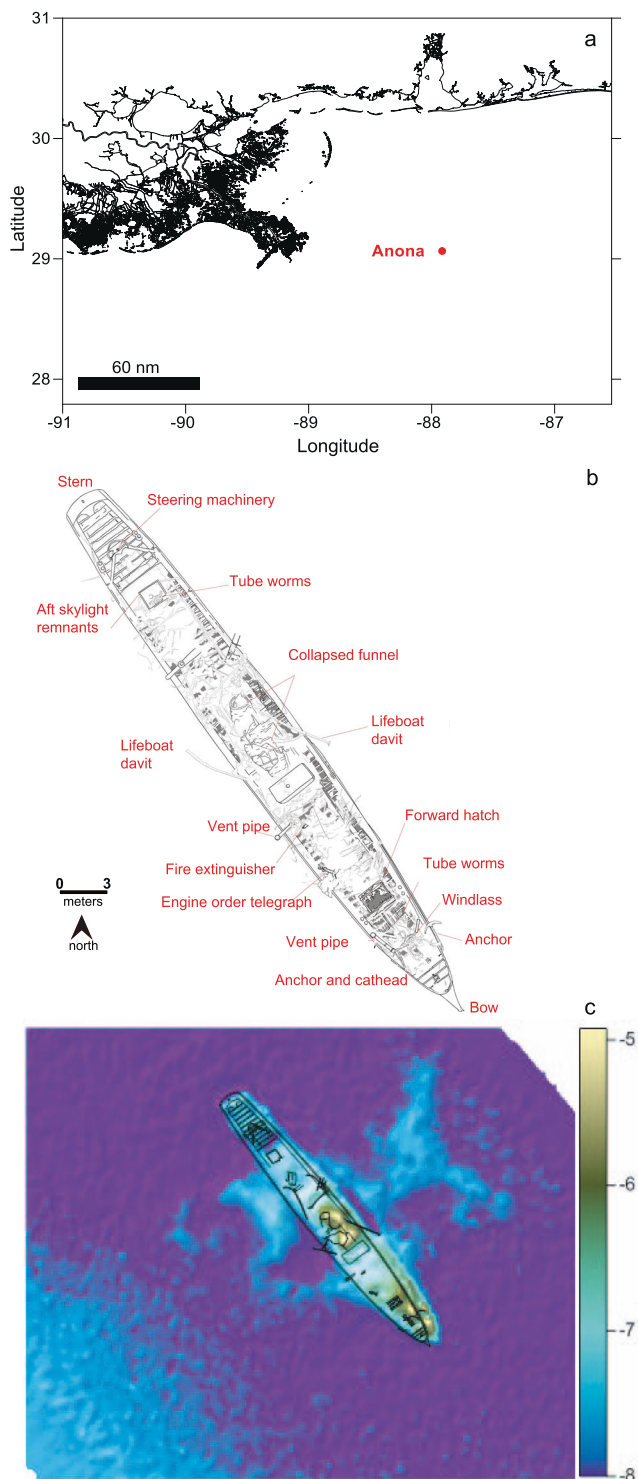 31
a
30
Latitude
29
Anona
28
60 nm
-91
-90
-89
-88
-87
Longitude
b
Stern
Steering machinery
Tube worms
Aft skylight
remnants
Collapsed funnel
Lifeboat
davit
Lifeboat
davit
Forward hatch
Vent pipe
Tube worms
Fire extinguisher
Windlass
0 3
meters
Engine order telegraph
north
Vent pipe
Anchor
Anchor and cathead
Bow
c
-5
-6
-7
-8